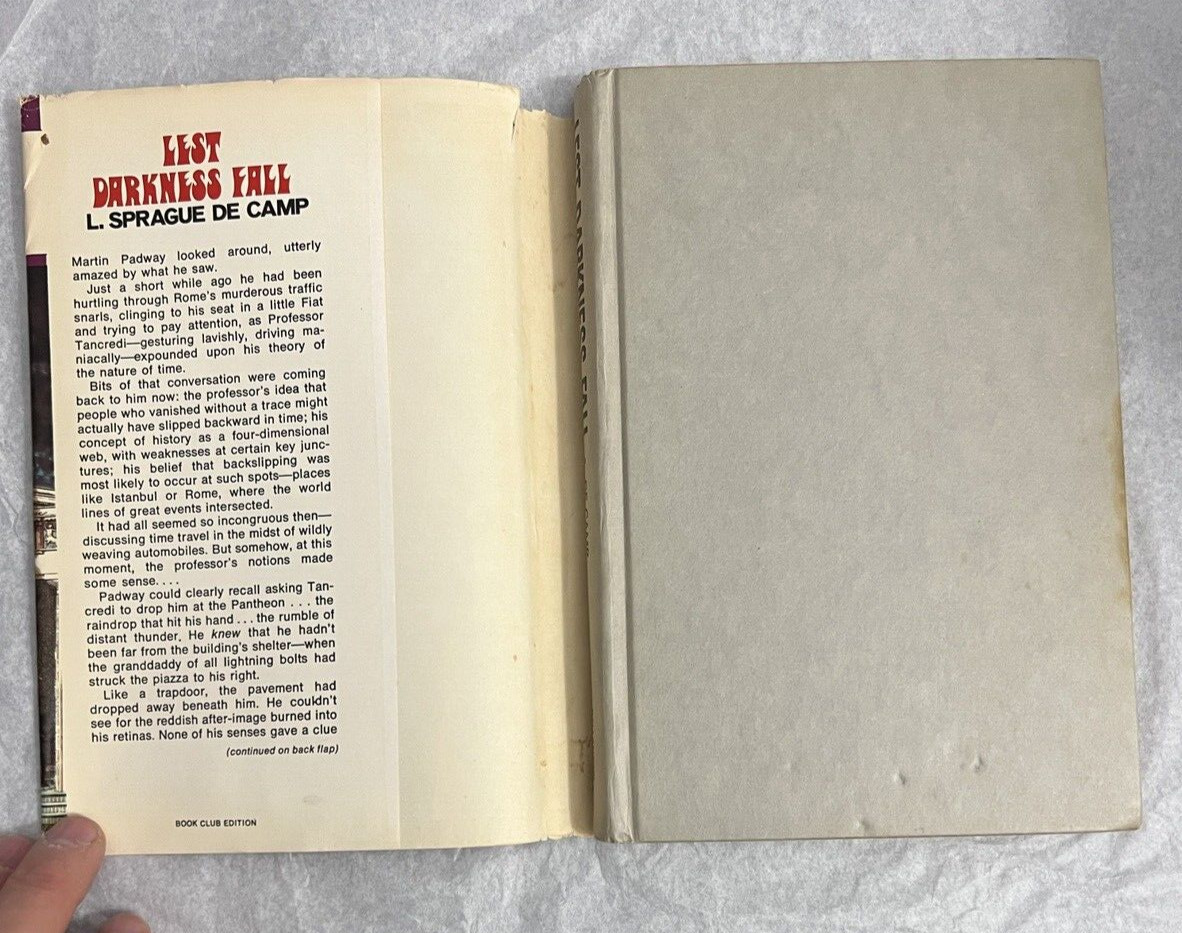 LEST
DARKNESS FALL
L. SPRAGUE DE CAMP
Martin Padway looked around, utterly
amazed by what he saw.
Just a short while ago he had been
hurtling through Rome's murderous traffic
snarls, clinging to his seat in a little Fiat
and trying to pay attention, as Professor
Tancredi—gesturing lavishly, driving ma-
niacally—expounded upon his theory of
the nature of time.
Bits of that conversation were coming
back to him now: the professor's idea that
people who vanished without a trace might
actually have slipped backward in time; his
concept of history as a four-dimensional
web, with weaknesses at certain key junc-
tures; his belief that backslipping was
most likely to occur at such spots—places
like Istanbul or Rome, where the world
lines of great events intersected.
It had all seemed so incongruous then—
discussing time travel in the midst of wildly
weaving automobiles. But somehow, at this
moment, the professor's notions made
some sense. . . .
Padway could clearly recall asking Tan-
credi to drop him at the Pantheon . . . the
raindrop that hit his hand . . . the rumble of
distant thunder. He knew that he hadn't
been far from the building's shelter—when
the granddaddy of all lightning bolts had
struck the piazza to his right.
Like a trapdoor, the pavement had
dropped away beneath him. He couldn't
see for the reddish after-image burned into
his retinas. None of his senses gave a clue
(continued on back flap)
BOOK CLUB EDITION
LEST DARKNESS FALL